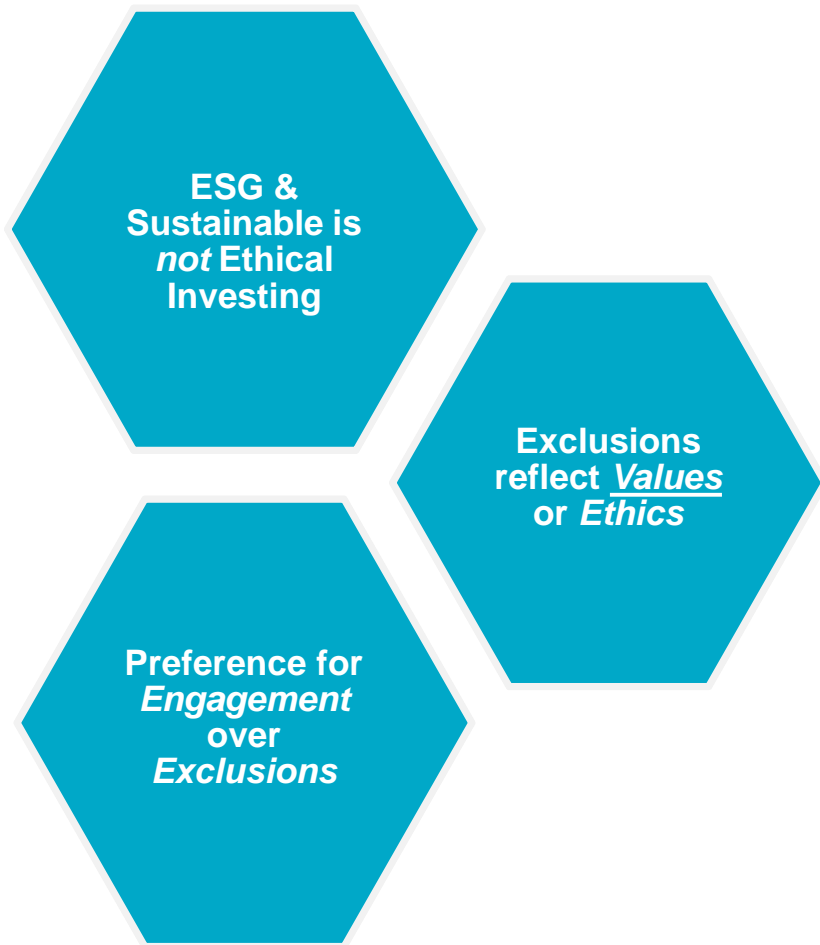 ESG &
Sustainable is
not Ethical
Investing
Exclusions
reflect Values
or Ethics
Preference for
Engagement
over
Exclusions